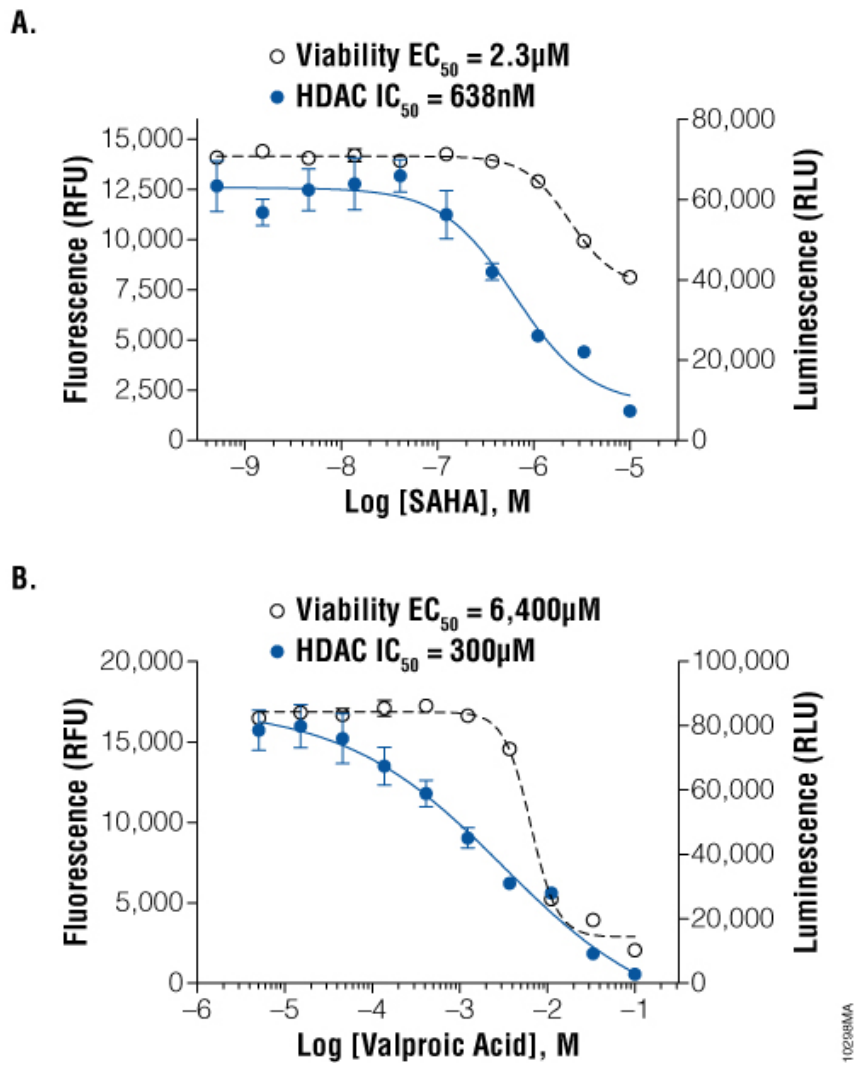 A.
Viability EC50 = 2.3µM
HDAC IC50 = 638nM
15,000
12,500
10,000
7,500
5,000
2,500
0
Fluorescence (RFU)
80,000
60,000
40,000
20,000
0
Luminescence (RLU)
–9 –8 –7 –6 –5
Log [SAHA], M
B.
Viability EC50 = 6,400µM
HDAC IC50 = 300µM
20,000
15,000
10,000
5,000
0
Fluorescence (RFU)
100,000
80,000
60,000
40,000
20,000
0
Luminescence (RLU)
–6 –5 –4 –3 –2 –1
Log [Valproic Acid], M
10298MA